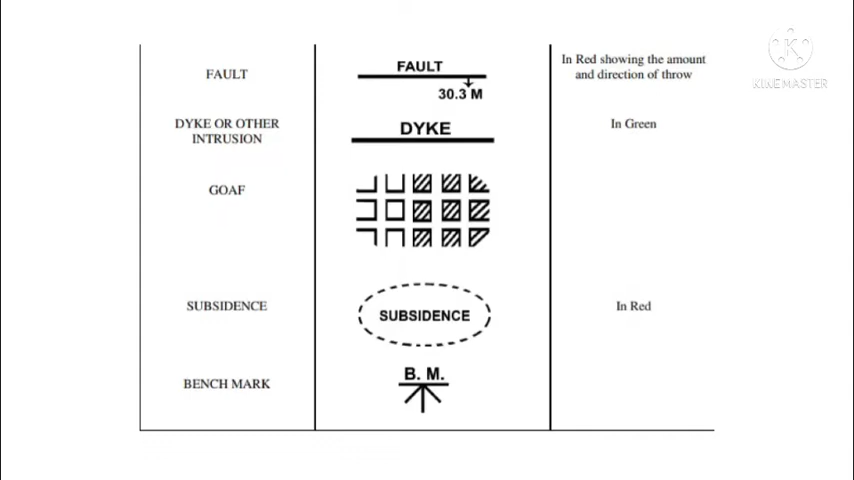 FAULT
FAULT
30.3 M
In Red showing the amount
and direction of throw
KINEMASTER
DYKE OR OTHER
INTRUSION
DYKE
In Green
GOAF
SUBSIDENCE
SUBSIDENCE
In Red
BENCH MARK
B. M.